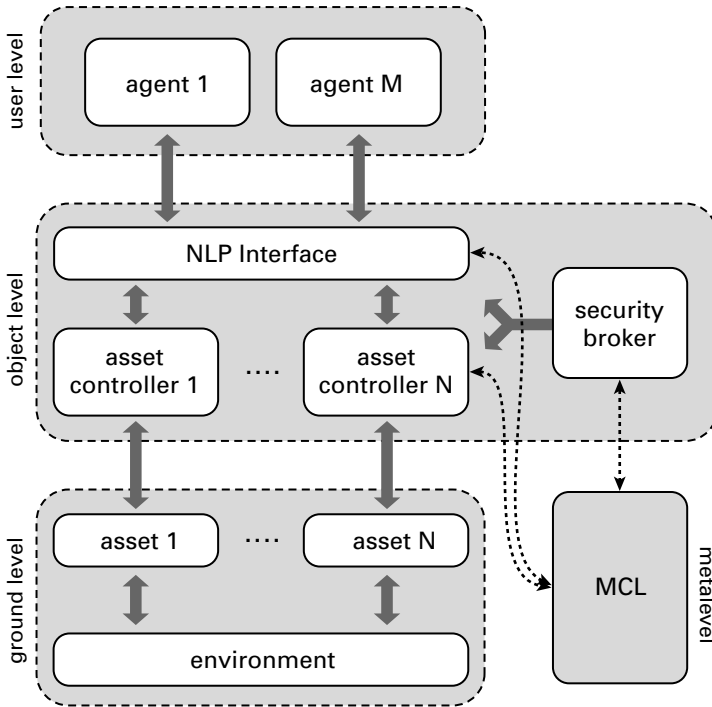 user level
agent 1
agent M
object level
NLP Interface
asset
controller 1
....
asset
controller N
security
broker
ground level
asset 1
....
asset N
environment
MCL
metalevel